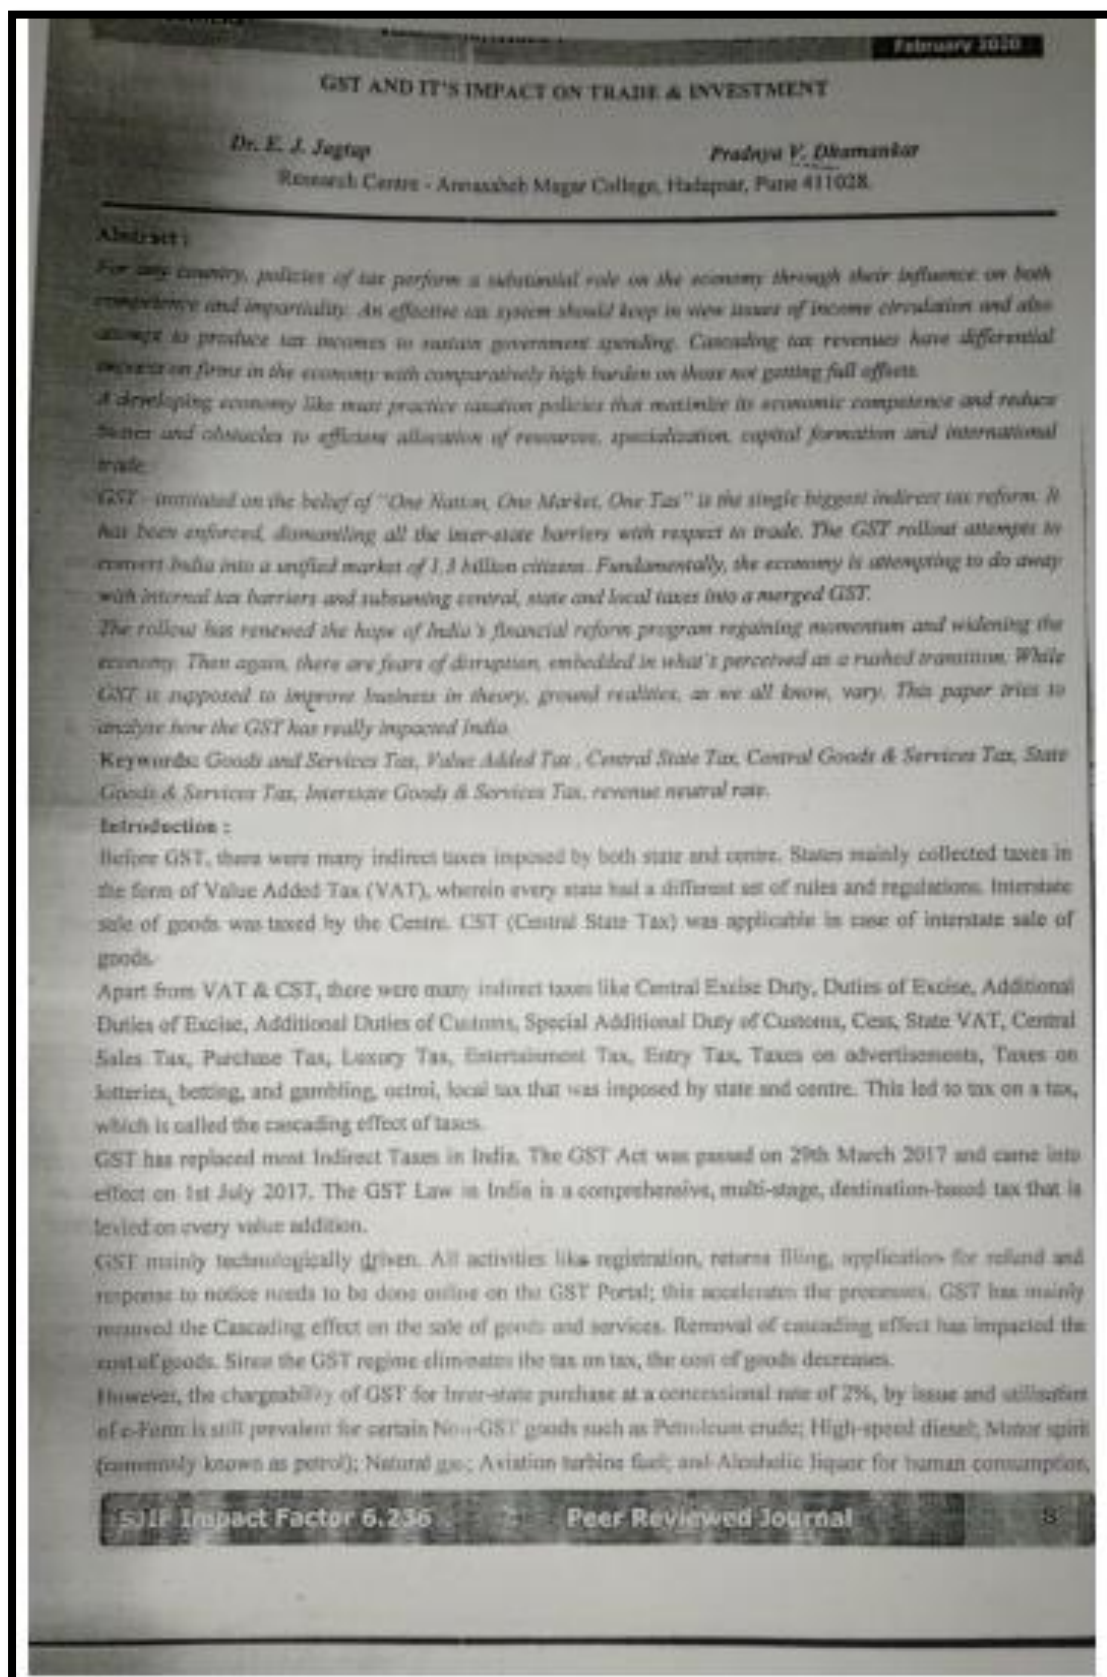 February 2020
GST AND IT'S IMPACT ON TRADE & INVESTMENT
Dr. E. J. Jagtap Pradnya V. Dhamankar
Research Centre - Annasaheb Magar College, Hadapsar, Pune 411028.
Abstract :
For any country, policies of tax perform a substantial role on the economy through their influence on both
competence and impartiality. An effective tax system should keep in view issues of income circulation and also
attempt to produce tax incomes to sustain government spending. Cascading tax revenues have differential
impacts on firms in the economy with comparatively high burden on those not getting full offsets.
A developing economy like must practice taxation policies that maximize its economic competence and reduce
and obstacles to efficient allocation of resources, specialization, capital formation and international
trade.
GST - instituted on the belief of "One Nation, One Market, One Tax" is the single biggest indirect tax reform. It
has been enforced, dismantling all the inter-state barriers with respect to trade. The GST rollout attempts to
convert India into a unified market of 1.3 billion citizens. Fundamentally, the economy is attempting to do away
with internal tax barriers and subsuming central, state and local taxes into a merged GST.
The rollout has renewed the hope of India's financial reform program regaining momentum and widening the
economy. Then again, there are fears of disruption, embedded in what's perceived as a rushed transition. While
GST is supposed to improve business in theory, ground realities, as we all know, vary. This paper tries to
analyse how the GST has really impacted India.
Keywords: Goods and Services Tax, Value Added Tax , Central State Tax, Central Goods & Services Tax, State
Goods & Services Tax, Interstate Goods & Services Tax, revenue neutral rate.
Introduction :
Before GST, there were many indirect taxes imposed by both state and centre. States mainly collected taxes in
the form of Value Added Tax (VAT), wherein every state had a different set of rules and regulations. Interstate
sale of goods was taxed by the Centre. CST (Central State Tax) was applicable in case of interstate sale of
goods.
Apart from VAT & CST, there were many indirect taxes like Central Excise Duty, Duties of Excise, Additional
Duties of Excise, Additional Duties of Customs, Special Additional Duty of Customs, Cess, State VAT, Central
Sales Tax, Purchase Tax, Luxury Tax, Entertainment Tax, Entry Tax, Taxes on advertisements, Taxes on
lotteries, betting, and gambling, octroi, local tax that was imposed by state and centre. This led to tax on a tax,
which is called the cascading effect of taxes.
GST has replaced most Indirect Taxes in India. The GST Act was passed on 29th March 2017 and came into
effect on 1st July 2017. The GST Law in India is a comprehensive, multi-stage, destination-based tax that is
levied on every value addition.
GST mainly technologically driven. All activities like registration, returns filing, application for refund and
response to notice needs to be done online on the GST Portal; this accelerates the processes. GST has mainly
removed the Cascading effect on the sale of goods and services. Removal of cascading effect has impacted the
cost of goods. Since the GST regime eliminates the tax on tax, the cost of goods decreases.
However, the chargeability of GST for Inter-state purchase at a concessional rate of 2%, by issue and utilisation
of c-Form is still prevalent for certain Non-GST goods such as Petroleum crude; High-speed diesel; Motor spirit
(commonly known as petrol); Natural gas; Aviation turbine fuel; and Alcoholic liquor for human consumption,
SJIF Impact Factor 6.236 Peer Reviewed Journal 8